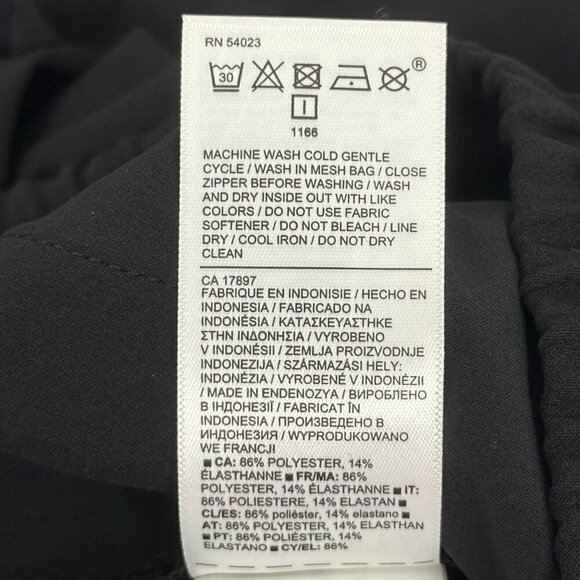 RN 54023
30
®
1166
MACHINE WASH COLD GENTLE
CYCLE / WASH IN MESH BAG / CLOSE
ZIPPER BEFORE WASHING / WASH
AND DRY INSIDE OUT WITH LIKE
COLORS / DO NOT USE FABRIC
SOFTENER / DO NOT BLEACH / LINE
DRY / COOL IRON / DO NOT DRY
CLEAN
CA 17897
FABRIQUE EN INDONISIE / HECHO EN
INDONESIA / FABRICADO NA
INDONÉSIA / ΚΑΤΑΣΚΕΥΑΣΤΗΚΕ
ΣΤΗΝ ΙΝΔΟΝΗΣΙΑ / VYROBENO
V INDONÉSII / ZEMLJA PROIZVODNJE
INDONEZIJA / SZÁRMAZÁSI HELY:
INDONÉZIA / VYROBENÉ V INDONÉZII
/ MADE IN ENDENOZYA / ВИРОБЛЕНО
В ІНДОНЕЗІЇ / FABRICAT ÎN
INDONESIA / ПРОИЗВЕДЕНО В
ИНДОНЕЗИЯ / WYPRODUKOWANO
WE FRANCJI
■ CA: 86% POLYESTER, 14%
ÉLASTHANNE ■ FR/MA: 86%
POLYESTER, 14% ÉLASTHANNE ■ IT:
86% POLIESTERE, 14% ELASTAN ■
CL/ES: 86% poliéster, 14% elastano ■
AT: 86% POLYESTER, 14% ELASTHAN
■ PT: 86% POLIÉSTER, 14%
ELASTANO ■ CY/EL: 86%